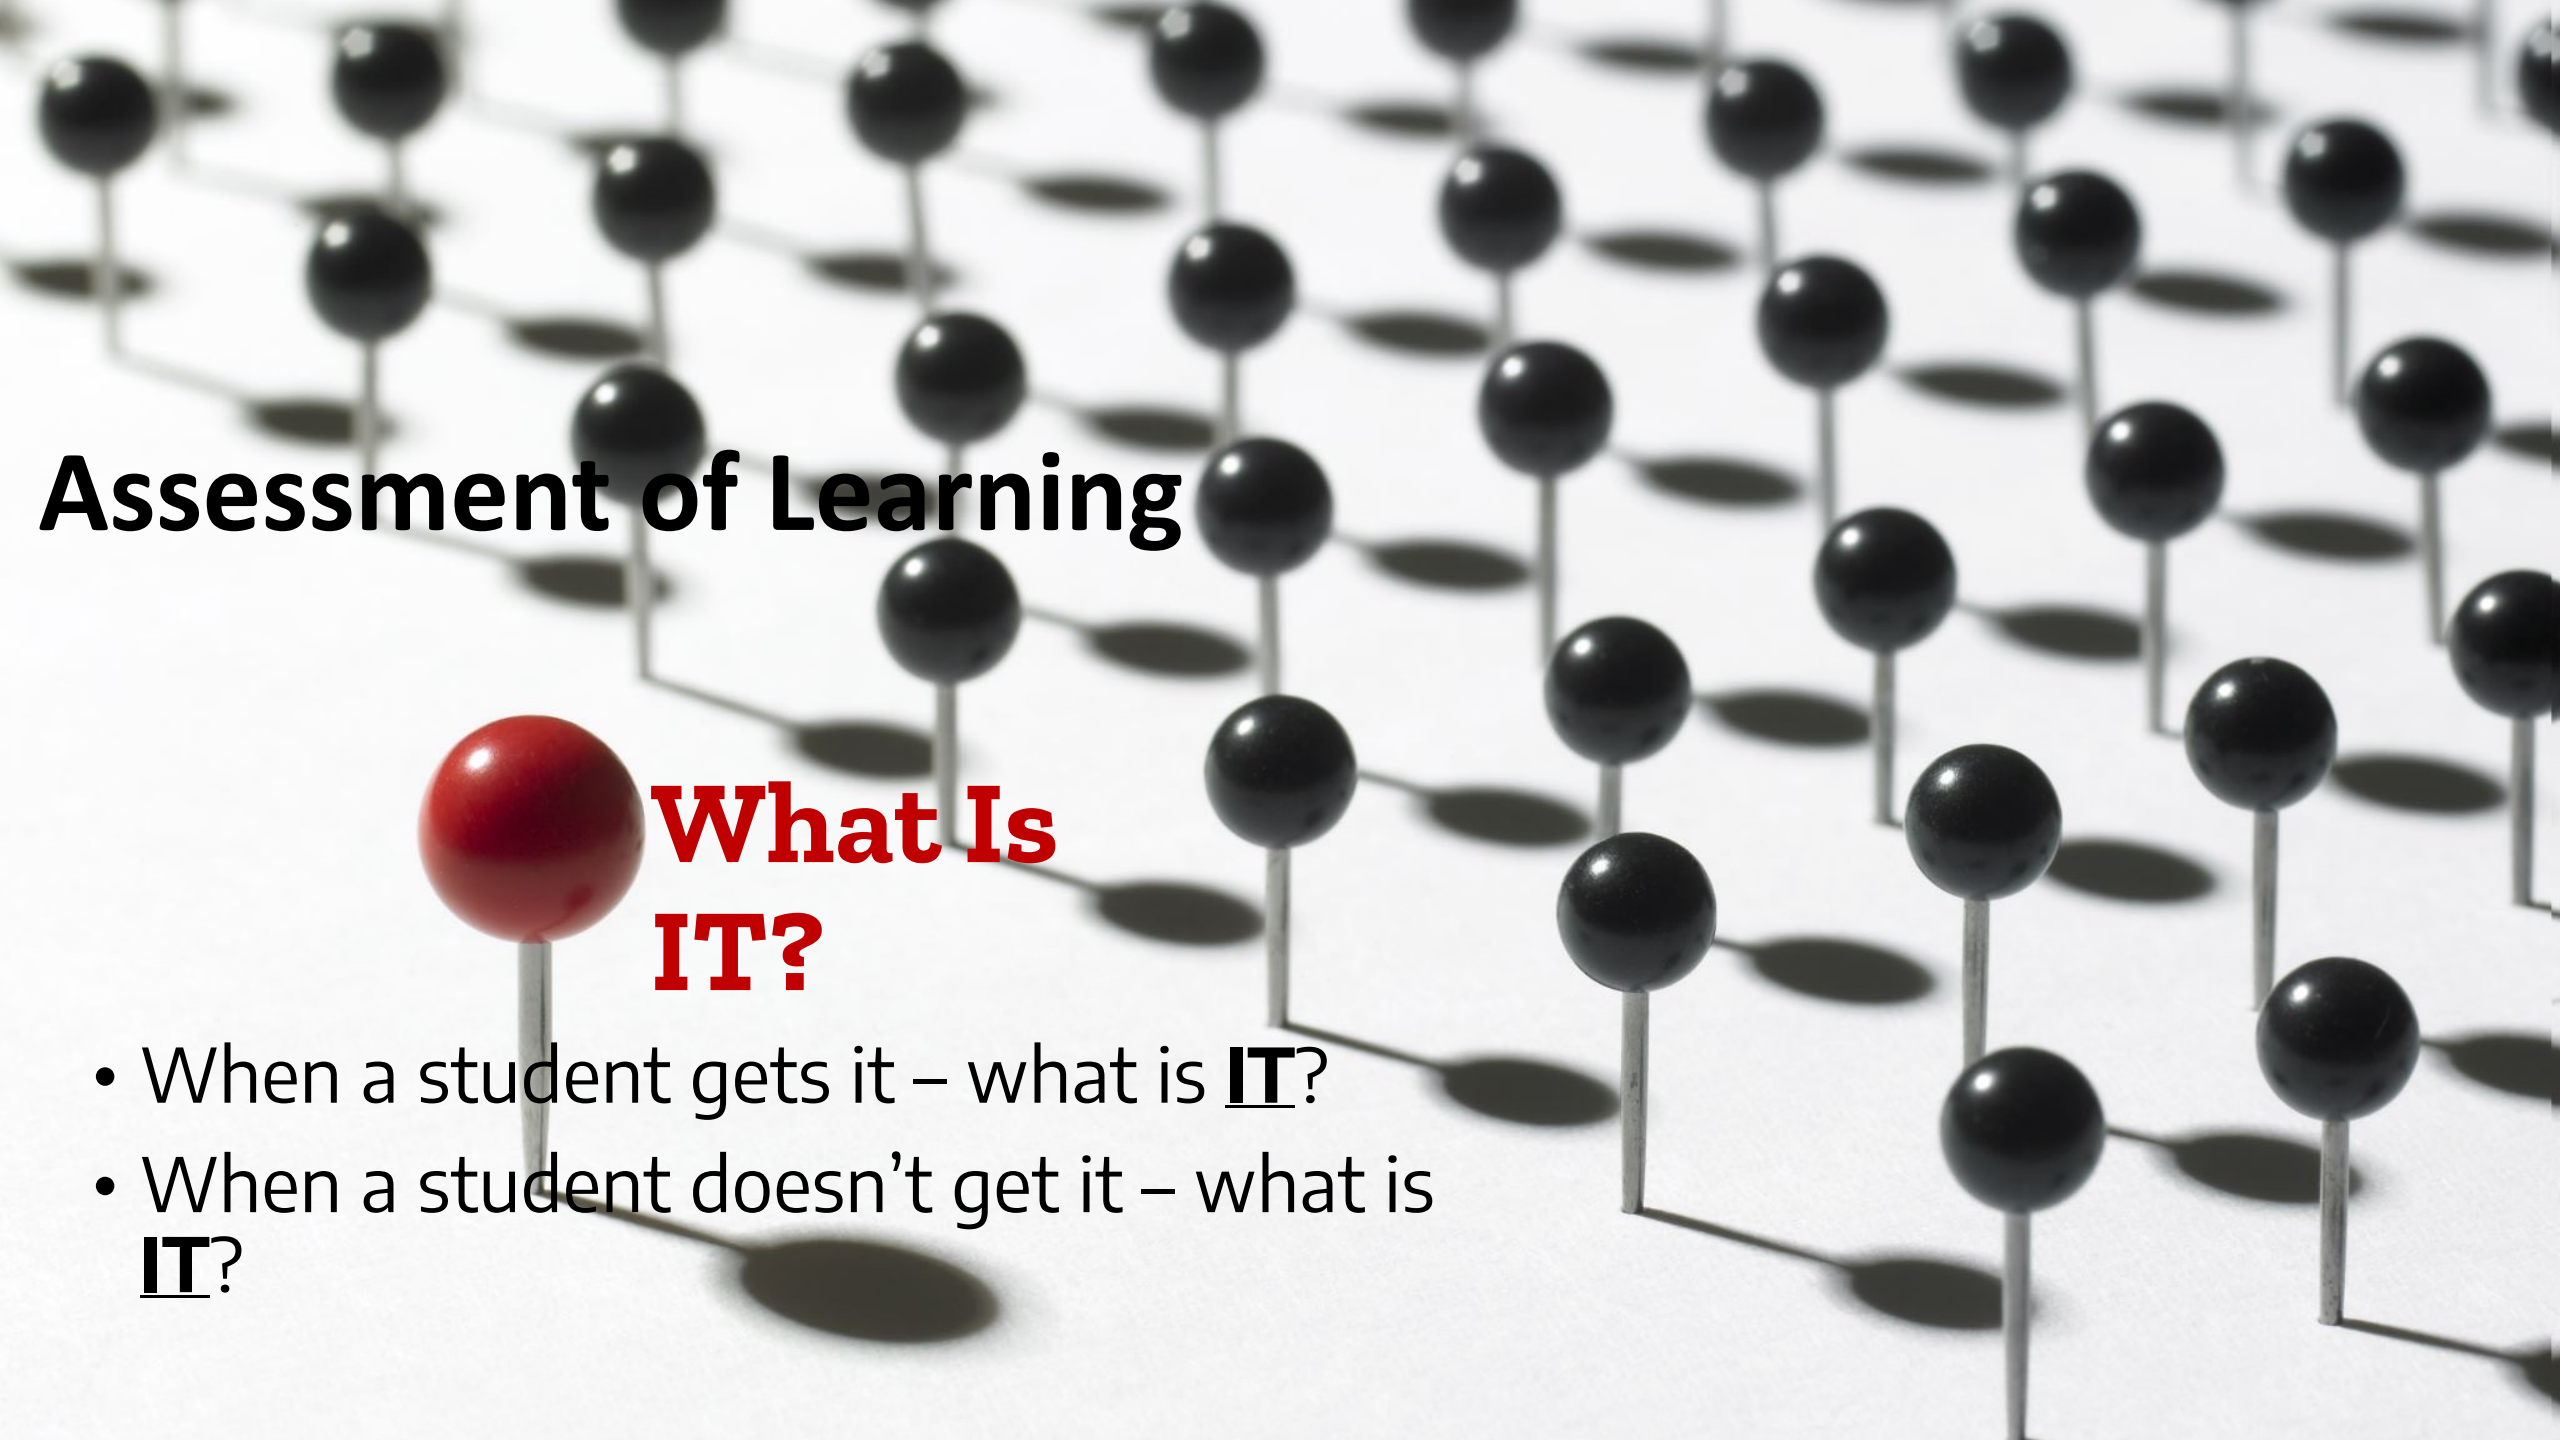 Assessment of Learning
What Is
IT?
• When a student gets it – what is IT?
• When a student doesn’t get it – what is
IT?